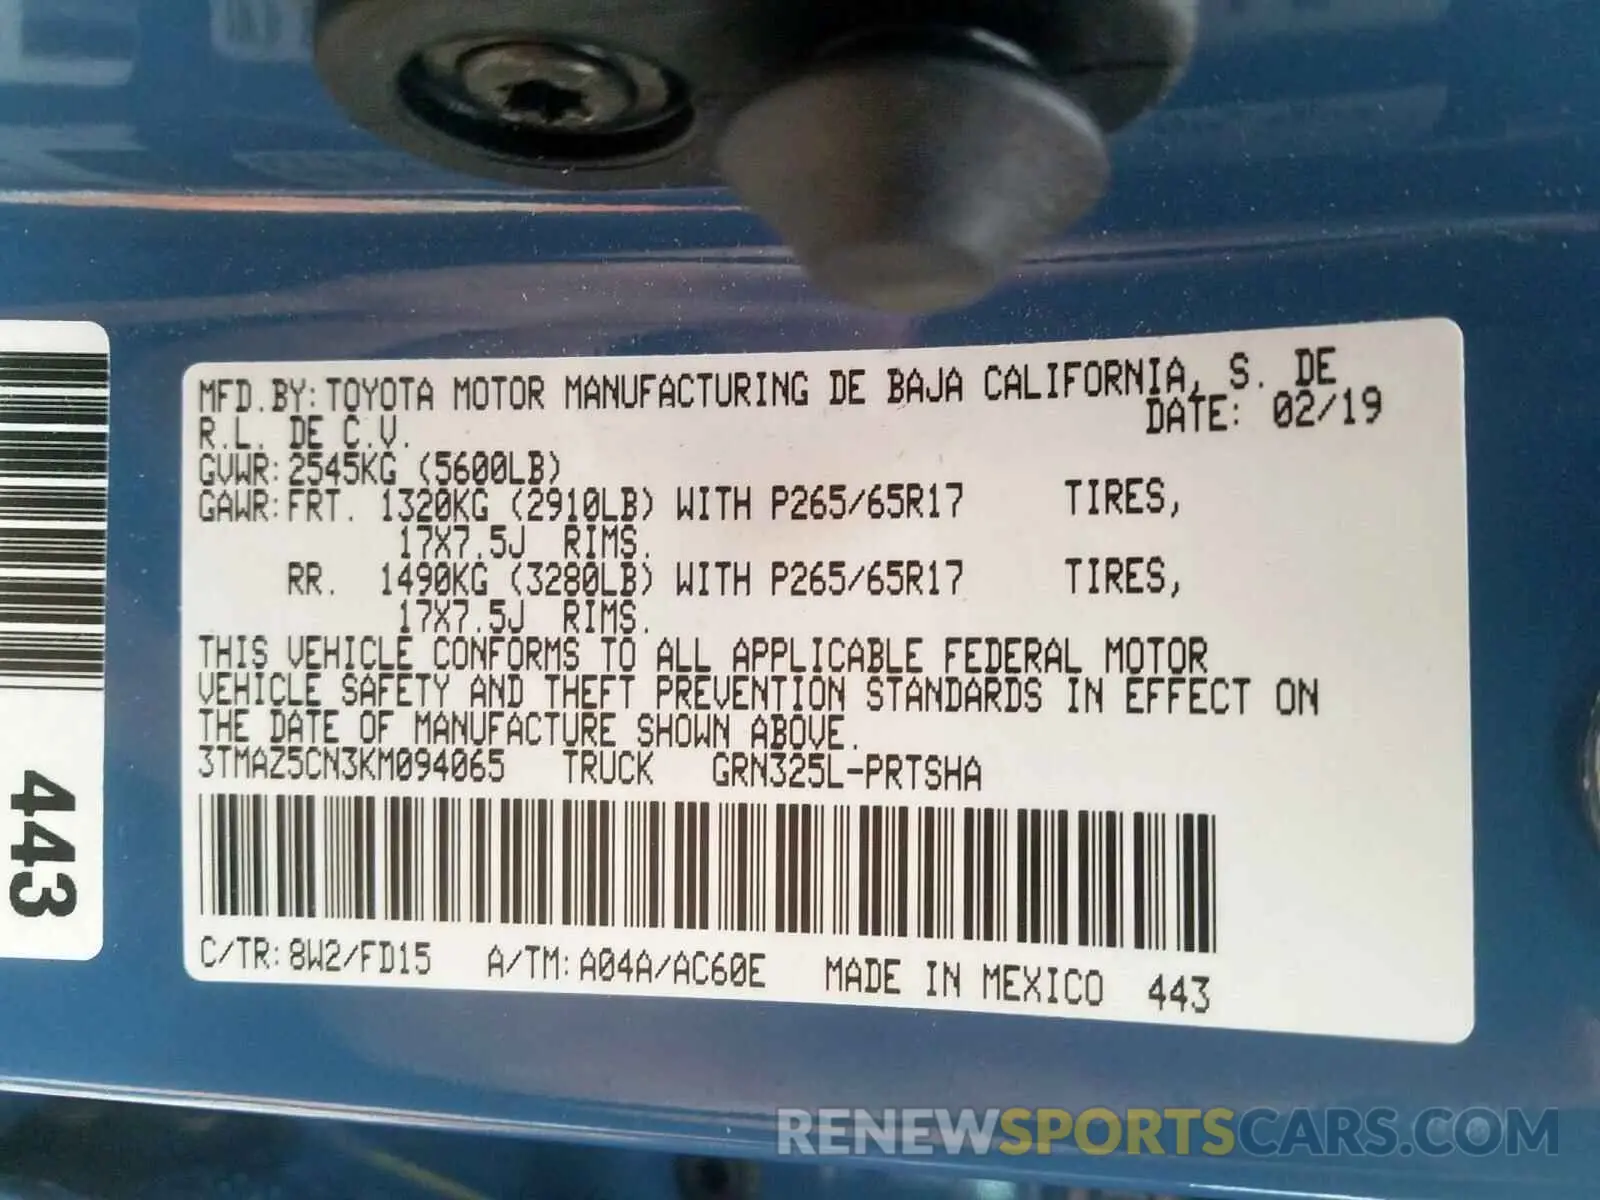 MFD.BY: TOYOTA MOTOR MANUFACTURING DE BAJA CALIFORNIA, S. DE
R.L. DE C.V. DATE: 02/19
GVWR: 2545KG (5600LB)
GAWR: FRT. 1320KG (2910LB) WITH P265/65R17 TIRES,
17X7.5J RIMS.
RR. 1490KG (3280LB) WITH P265/65R17 TIRES,
17X7.5J RIMS.
THIS VEHICLE CONFORMS TO ALL APPLICABLE FEDERAL MOTOR
VEHICLE SAFETY AND THEFT PREVENTION STANDARDS IN EFFECT ON
THE DATE OF MANUFACTURE SHOWN ABOVE.
3TMAZ5CN3KM094065 TRUCK GRN325L-PRTSHA
C/TR: 8W2/FD15 A/TM: A04A/AC60E MADE IN MEXICO 443
443
RENEWSPORTSCARS.COM